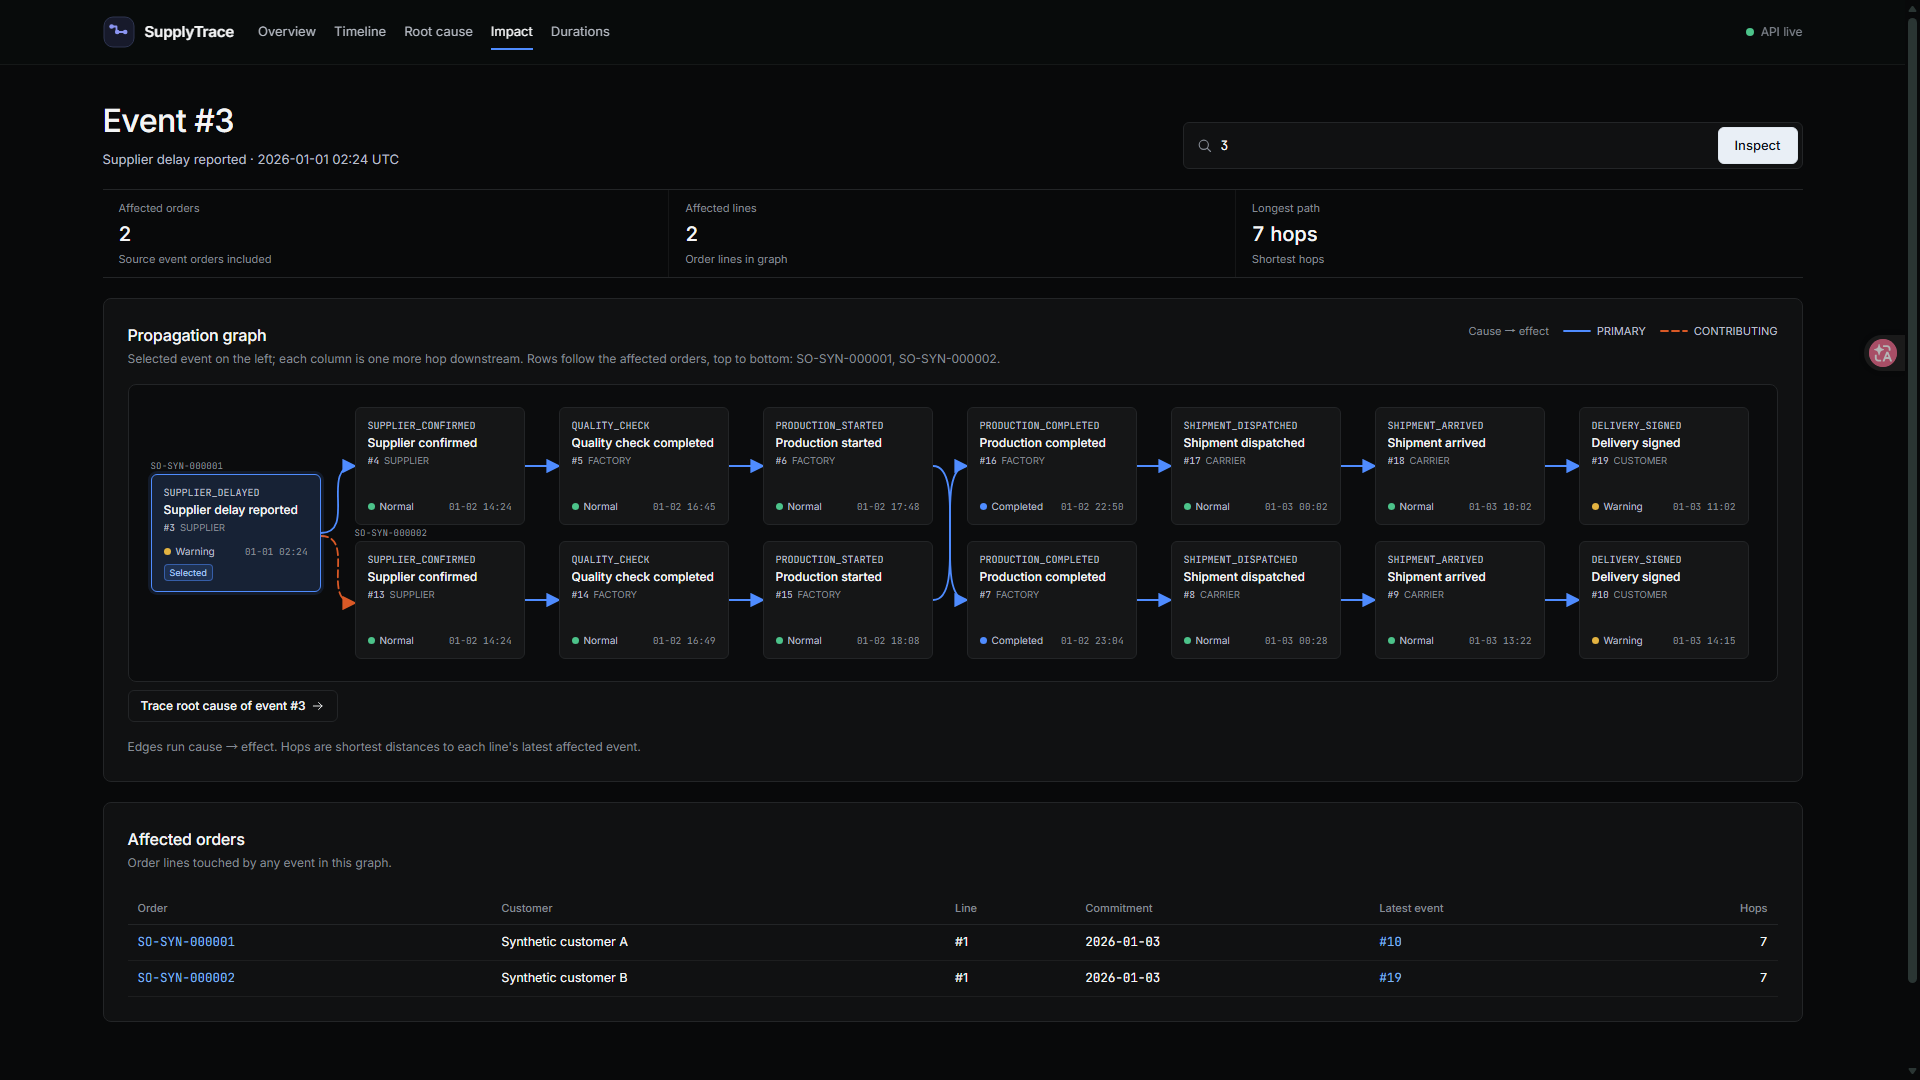 SupplyTrace
Overview
Timeline
Root cause
Impact
Durations
API live
Event #3
Supplier delay reported · 2026-01-01 02:24 UTC
3
Inspect
Affected orders
2
Source event orders included
Affected lines
2
Order lines in graph
Longest path
7 hops
Shortest hops
Propagation graph
Selected event on the left; each column is one more hop downstream. Rows follow the affected orders, top to bottom: SO-SYN-000001, SO-SYN-000002.
Cause → effect
PRIMARY
CONTRIBUTING
SO-SYN-000001
SUPPLIER_DELAYED
Supplier delay reported
#3 SUPPLIER
Warning 01-01 02:24
Selected
SUPPLIER_CONFIRMED
Supplier confirmed
#4 SUPPLIER
Normal 01-02 14:24
QUALITY_CHECK
Quality check completed
#5 FACTORY
Normal 01-02 16:45
PRODUCTION_STARTED
Production started
#6 FACTORY
Normal 01-02 17:48
PRODUCTION_COMPLETED
Production completed
#16 FACTORY
Completed 01-02 22:50
SHIPMENT_DISPATCHED
Shipment dispatched
#17 CARRIER
Normal 01-03 00:02
SHIPMENT_ARRIVED
Shipment arrived
#18 CARRIER
Normal 01-03 10:02
DELIVERY_SIGNED
Delivery signed
#19 CUSTOMER
Warning 01-03 11:02
SO-SYN-000002
SUPPLIER_CONFIRMED
Supplier confirmed
#13 SUPPLIER
Normal 01-02 14:24
QUALITY_CHECK
Quality check completed
#14 FACTORY
Normal 01-02 16:49
PRODUCTION_STARTED
Production started
#15 FACTORY
Normal 01-02 18:08
PRODUCTION_COMPLETED
Production completed
#7 FACTORY
Completed 01-02 23:04
SHIPMENT_DISPATCHED
Shipment dispatched
#8 CARRIER
Normal 01-03 00:28
SHIPMENT_ARRIVED
Shipment arrived
#9 CARRIER
Normal 01-03 13:22
DELIVERY_SIGNED
Delivery signed
#10 CUSTOMER
Warning 01-03 14:15
Trace root cause of event #3 →
Edges run cause → effect. Hops are shortest distances to each line's latest affected event.
Affected orders
Order lines touched by any event in this graph.
Order Customer Line Commitment Latest event Hops
SO-SYN-000001 Synthetic customer A #1 2026-01-03 #10 7
SO-SYN-000002 Synthetic customer B #1 2026-01-03 #19 7